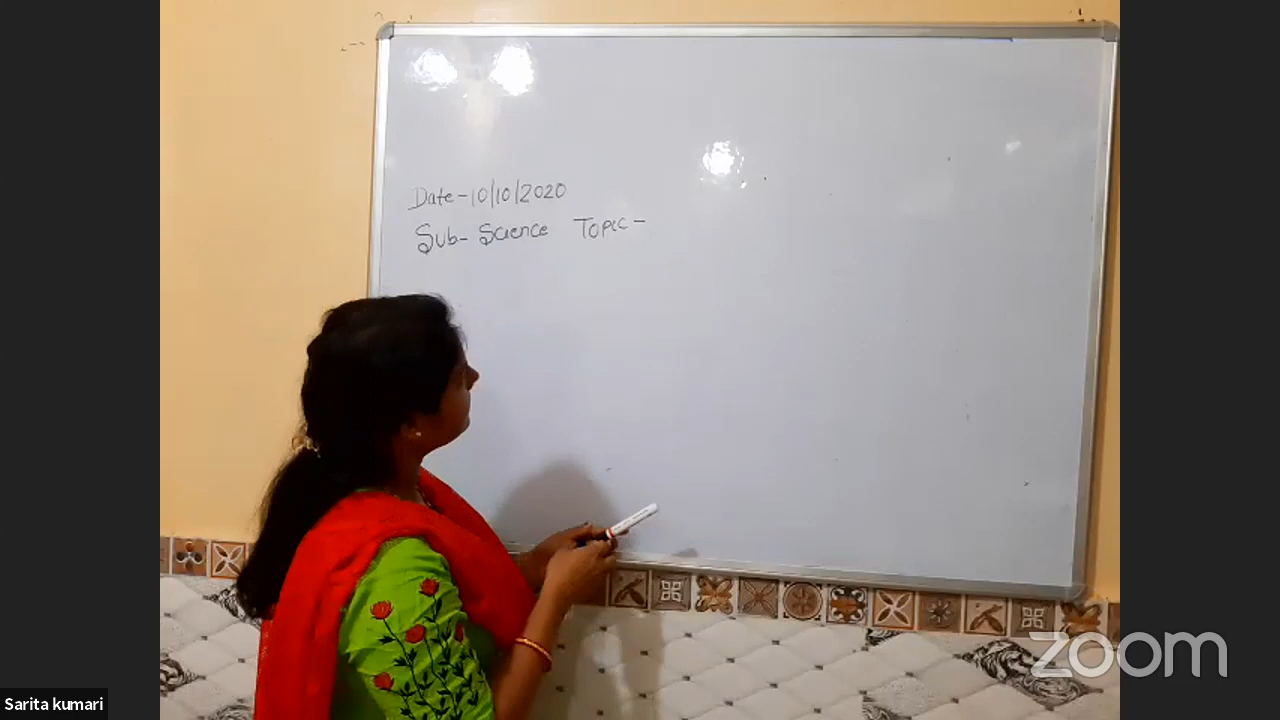 Date-10/10/2020
Sub- Science Topic-
Sarita kumari
zoom